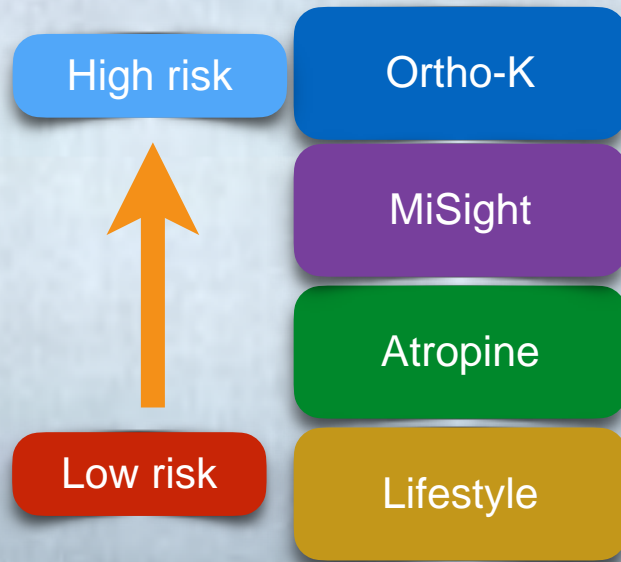 High risk
Ortho-K
MiSight
Atropine
Low risk
Lifestyle